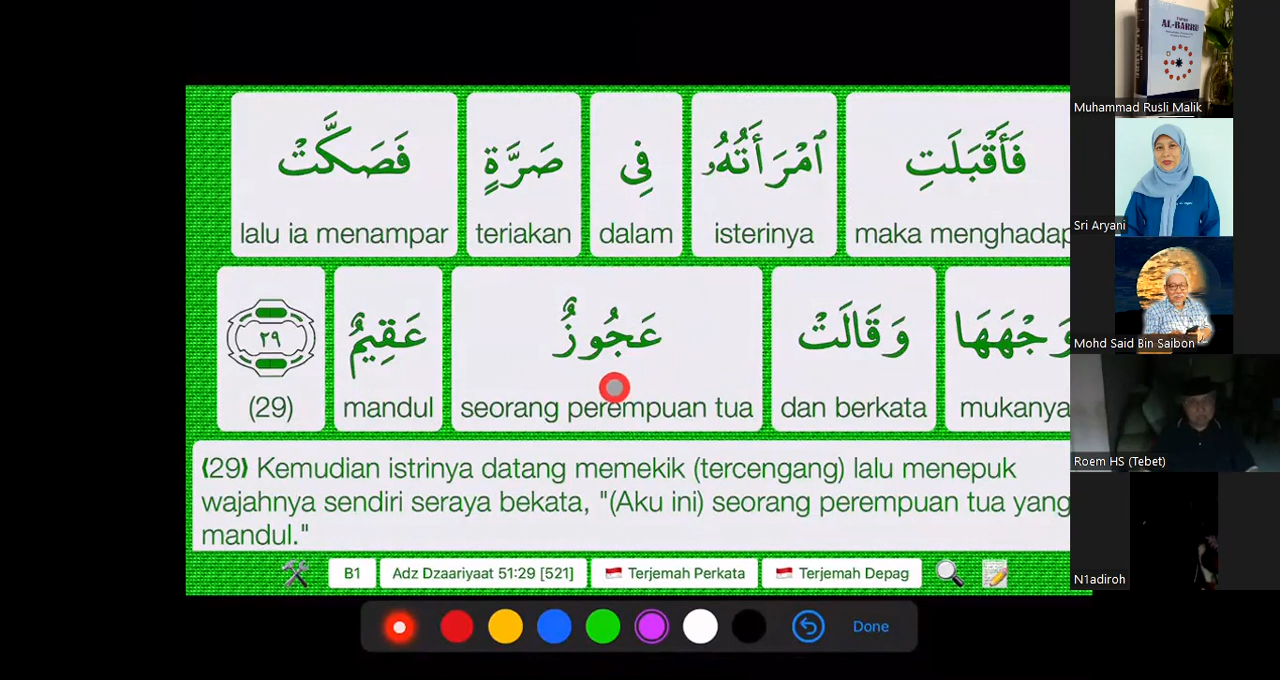 فَأَقْبَلَتِ ٱمْرَأَتُهُۥ فِى صَرَّةٍ فَصَكَّتْ
lalu ia menampar teriakan dalam isterinya maka menghadap
وَجْهَهَا وَقَالَتْ عَجُوزٌ عَقِيمٌ ٢٩
(29) mandul seorang perempuan tua dan berkata mukanya
(29) Kemudian istrinya datang memekik (tercengang) lalu menepuk
wajahnya sendiri seraya bekata, "(Aku ini) seorang perempuan tua yang
mandul."
B1 Adz Dzaariyaat 51:29 [521] Terjemah Perkata Terjemah Depag
Done
AL-BARRU
Muhammad Rusli Malik
Sri Aryani
Mohd Said Bin Saibon
Roem HS (Tebet)
N1adiroh